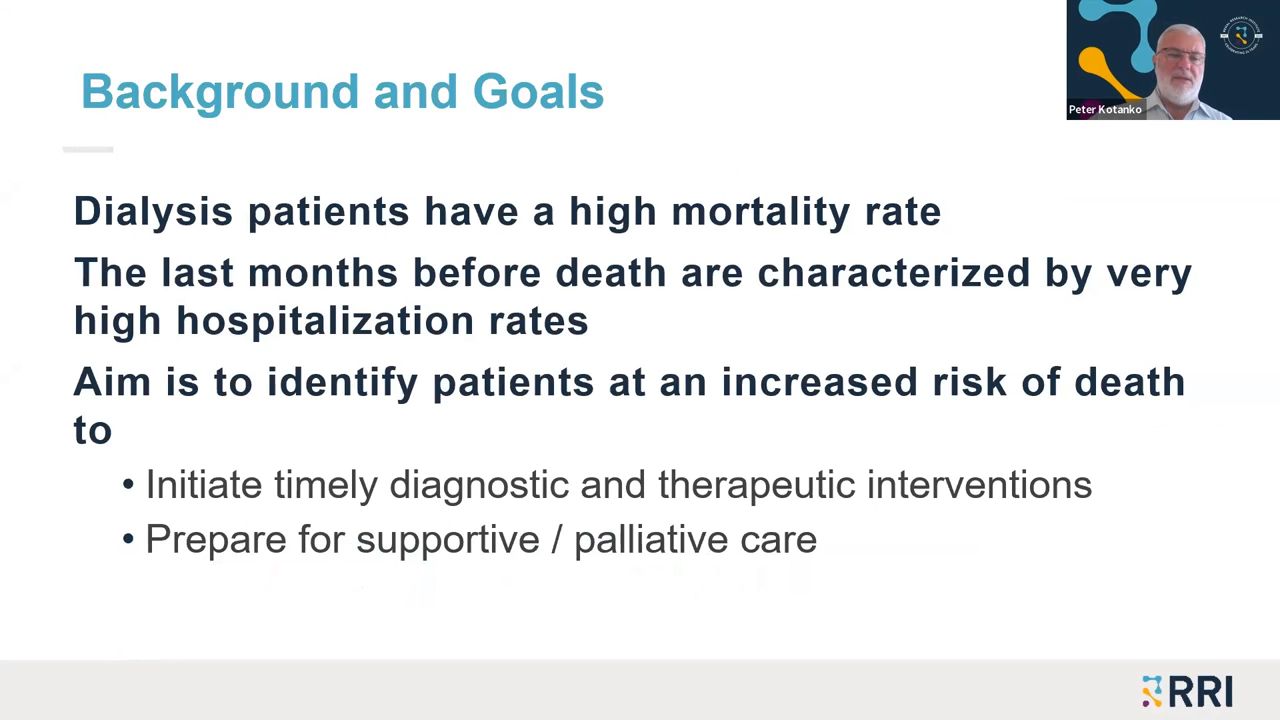 Background and Goals
Peter Kotanko
Dialysis patients have a high mortality rate
The last months before death are characterized by very
high hospitalization rates
Aim is to identify patients at an increased risk of death
to
• Initiate timely diagnostic and therapeutic interventions
• Prepare for supportive / palliative care
RRI